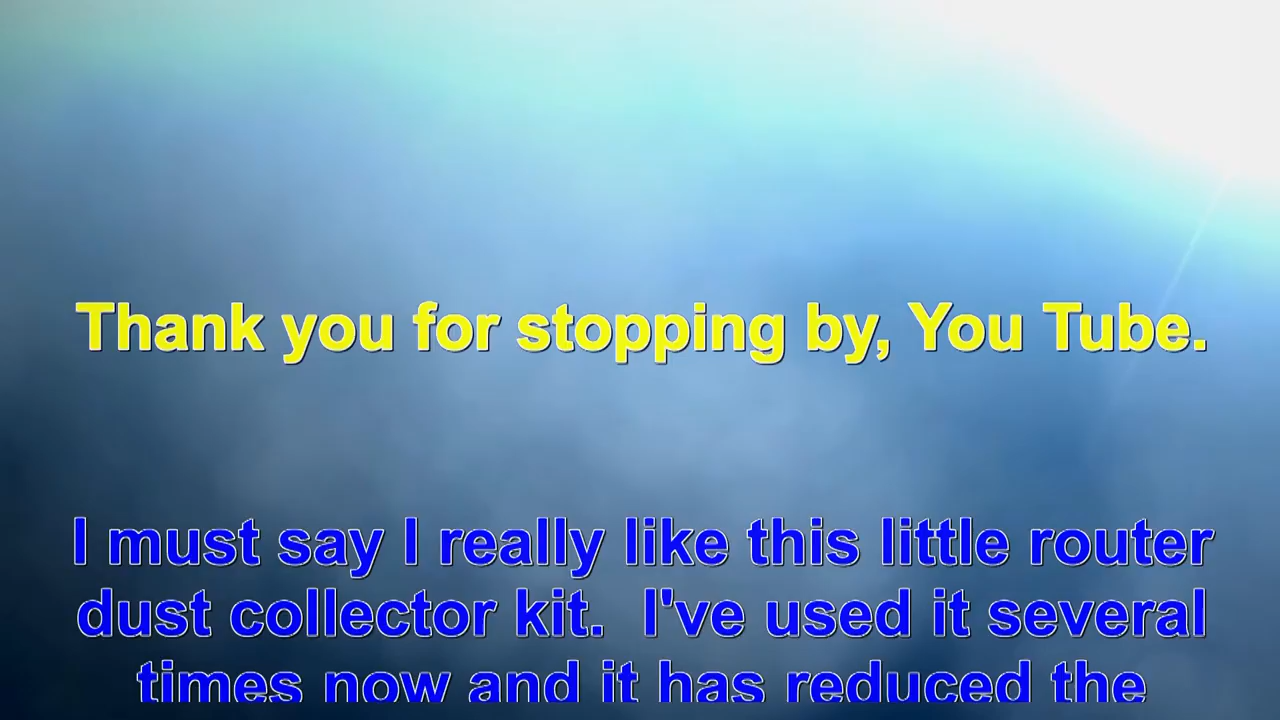 Thank you for stopping by, You Tube.
I must say I really like this little router
dust collector kit.  I've used it several
times now and it has reduced the